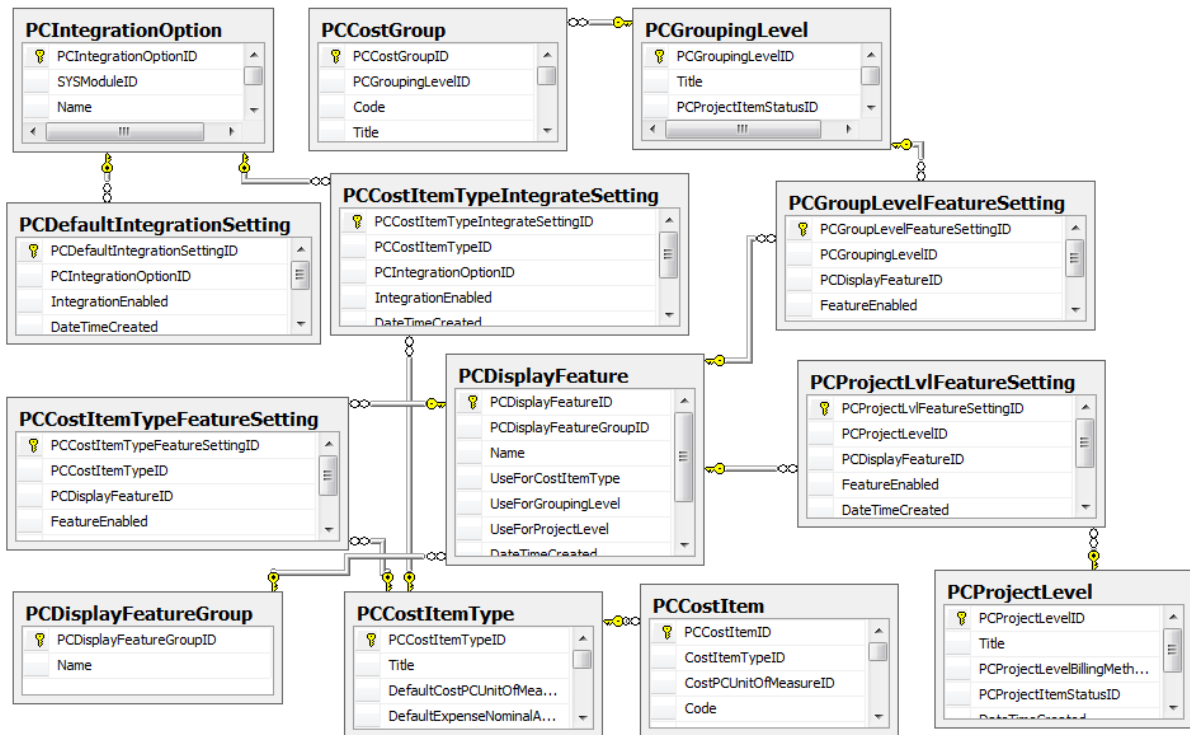 PCIntegrationOption
PCIntegrationOptionID
SYSModuleID
Name
PCCostGroup
PCCostGroupID
PCGroupingLevelID
Code
Title
PCGroupingLevel
PCGroupingLevelID
Title
PCProjectItemStatusID
PCDefaultIntegrationSetting
PCDefaultIntegrationSettingID
PCIntegrationOptionID
IntegrationEnabled
DateTimeCreated
PCCostItemTypeIntegrateSetting
PCCostItemTypeIntegrateSettingID
PCCostItemTypeID
PCIntegrationOptionID
IntegrationEnabled
DateTimeCreated
PCGroupLevelFeatureSetting
PCGroupLevelFeatureSettingID
PCGroupingLevelID
PCDisplayFeatureID
FeatureEnabled
PCCostItemTypeFeatureSetting
PCCostItemTypeFeatureSettingID
PCCostItemTypeID
PCDisplayFeatureID
FeatureEnabled
PCDisplayFeature
PCDisplayFeatureID
PCDisplayFeatureGroupID
Name
UseForCostItemType
UseForGroupingLevel
UseForProjectLevel
DateTimeCreated
PCProjectLvlFeatureSetting
PCProjectLvlFeatureSettingID
PCProjectLevelID
PCDisplayFeatureID
FeatureEnabled
DateTimeCreated
PCDisplayFeatureGroup
PCDisplayFeatureGroupID
Name
PCCostItemType
PCCostItemTypeID
Title
DefaultCostPCUnitOfMea...
DefaultExpenseNominalA...
PCCostItem
PCCostItemID
CostItemTypeID
CostPCUnitOfMeasureID
Code
PCProjectLevel
PCProjectLevelID
Title
PCProjectLevelBillingMeth...
PCProjectItemStatusID
DateTimeCreated